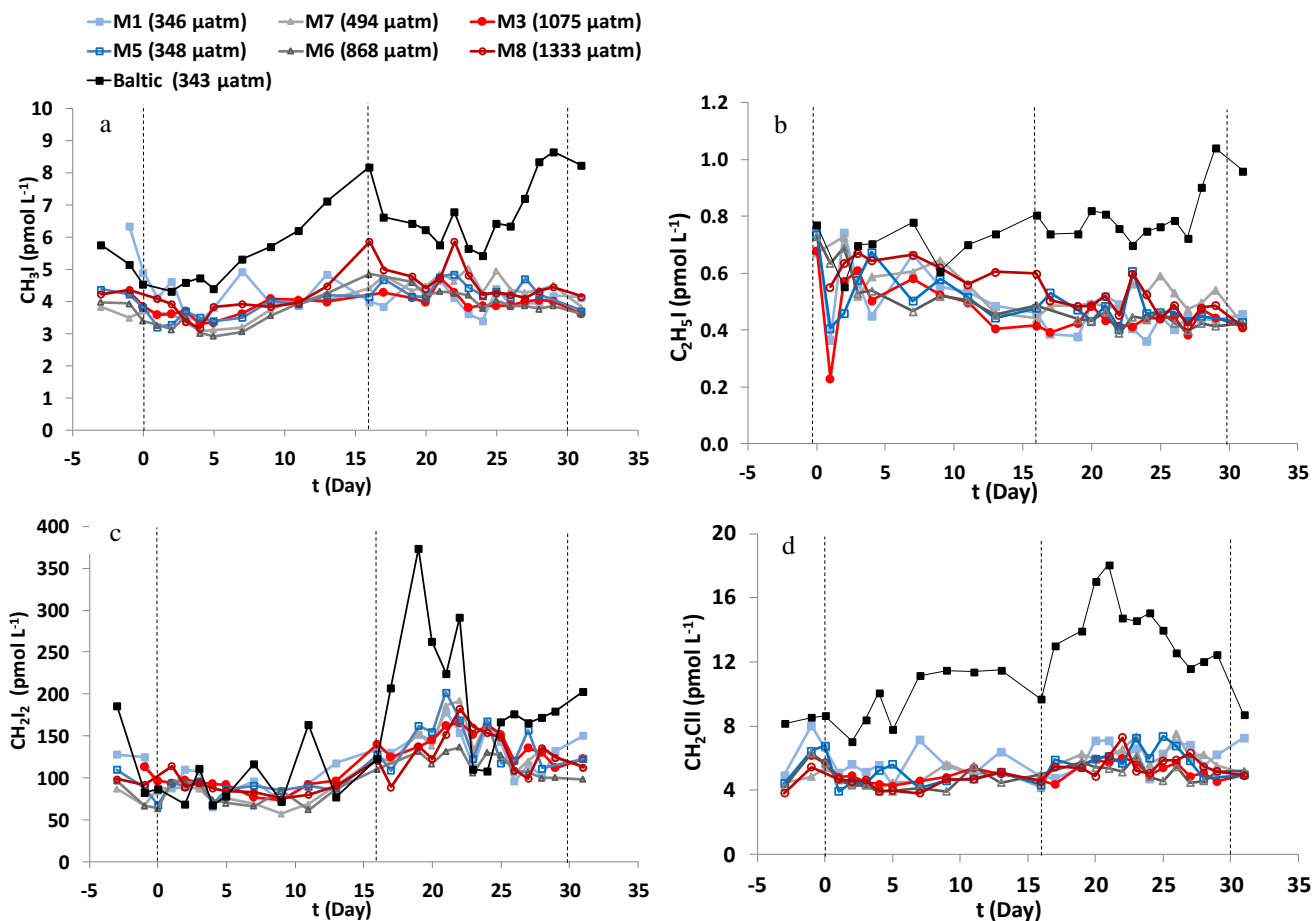 M1 (346 µatm) M7 (494 µatm) M3 (1075 µatm)
M5 (348 µatm) M6 (868 µatm) M8 (1333 µatm)
Baltic (343 µatm)
a
CH₃I (pmol L⁻¹)
10
9
8
7
6
5
4
3
2
1
0
-5 0 5 10 15 20 25 30 35
t (Day)
b
C₂H₅I (pmol L⁻¹)
1.2
1.0
0.8
0.6
0.4
0.2
0.0
-5 0 5 10 15 20 25 30 35
t (Day)
c
CH₂I₂ (pmol L⁻¹)
400
350
300
250
200
150
100
50
0
-5 0 5 10 15 20 25 30 35
t (Day)
d
CH₂ClI (pmol L⁻¹)
20
16
12
8
4
0
-5 0 5 10 15 20 25 30 35
t (Day)